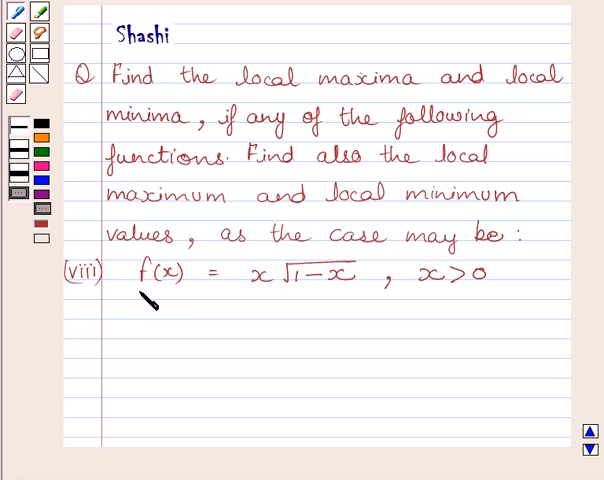 Shashi
Q Find the local maxima and local
minima, if any of the following
functions. Find also the local
maximum and local minimum
values, as the case may be:
(viii) f(x) = x √1-x , x>0